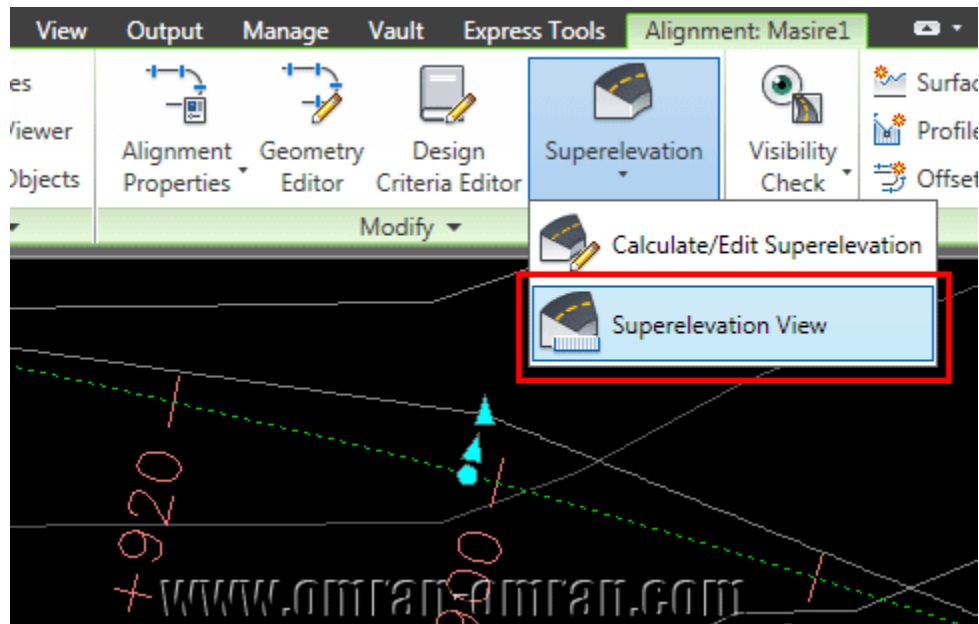 View Output Manage Vault Express Tools Alignment: Masire1
es
Viewer
Objects
Alignment Properties
Geometry Editor
Design Criteria Editor
Superelevation
Visibility Check
Surfac
Profile
Offset
Modify
Calculate/Edit Superelevation
Superelevation View
+920
900
www.omran-omran.com